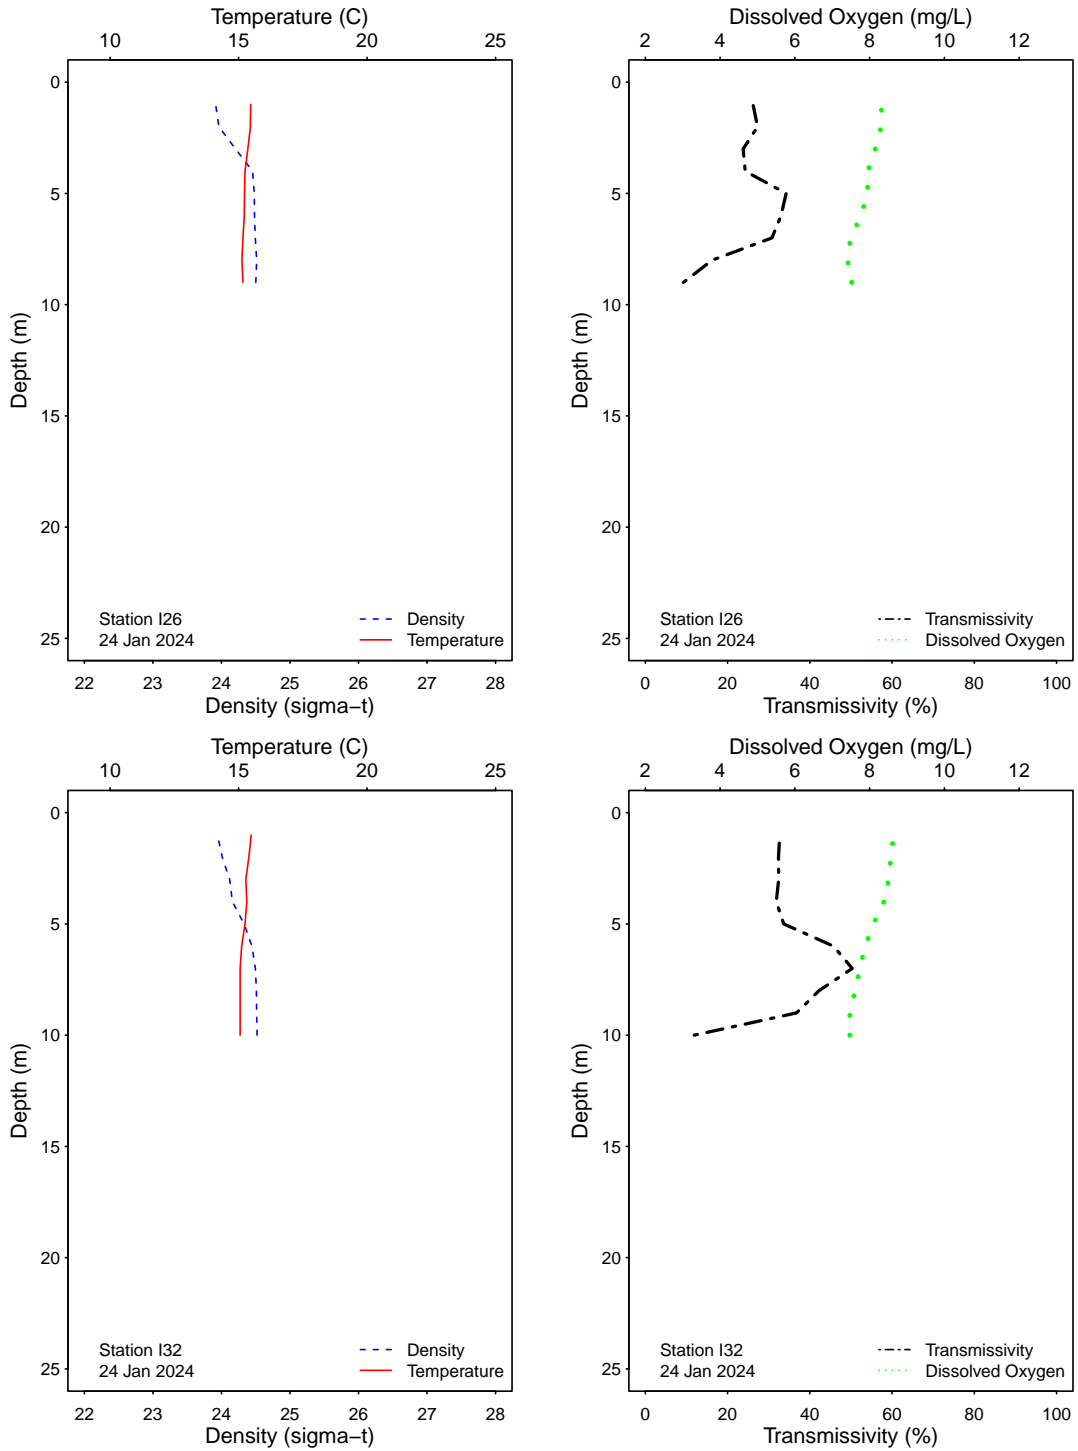 Temperature (C)
10 15 20 25
0
5
10
15
20
25
Depth (m)
Station I26
24 Jan 2024
Density
Temperature
22 23 24 25 26 27 28
Density (sigma−t)
Dissolved Oxygen (mg/L)
2 4 6 8 10 12
0
5
10
15
20
25
Depth (m)
Station I26
24 Jan 2024
Transmissivity
Dissolved Oxygen
0 20 40 60 80 100
Transmissivity (%)
Temperature (C)
10 15 20 25
0
5
10
15
20
25
Depth (m)
Station I32
24 Jan 2024
Density
Temperature
22 23 24 25 26 27 28
Density (sigma−t)
Dissolved Oxygen (mg/L)
2 4 6 8 10 12
0
5
10
15
20
25
Depth (m)
Station I32
24 Jan 2024
Transmissivity
Dissolved Oxygen
0 20 40 60 80 100
Transmissivity (%)